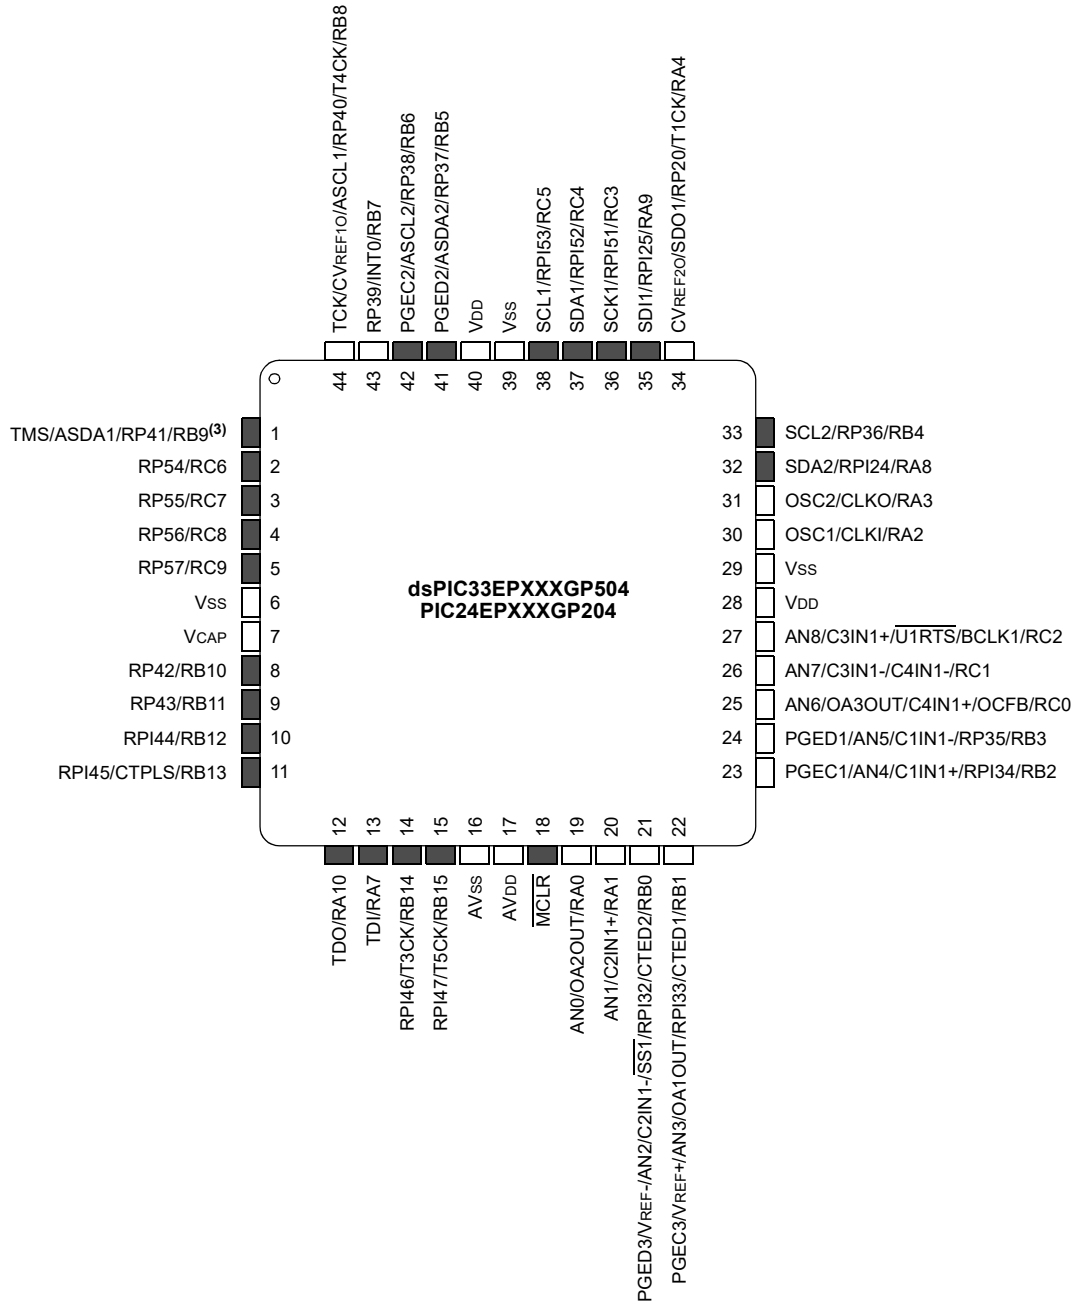 TCK/CVREF1O/ASCL1/RP40/T4CK/RB8
RP39/INT0/RB7
PGEC2/ASCL2/RP38/RB6
PGED2/ASDA2/RP37/RB5
VDD
VSS
SCL1/RPI53/RC5
SDA1/RPI52/RC4
SCK1/RPI51/RC3
SDI1/RPI25/RA9
CVREF2O/SDO1/RP20/T1CK/RA4
44 43 42 41 40 39 38 37 36 35 34
TMS/ASDA1/RP41/RB9(3) 1
RP54/RC6 2
RP55/RC7 3
RP56/RC8 4
RP57/RC9 5
VSS 6
VCAP 7
RP42/RB10 8
RP43/RB11 9
RPI44/RB12 10
RPI45/CTPLS/RB13 11
dsPIC33EPXXXGP504
PIC24EPXXXGP204
33 SCL2/RP36/RB4
32 SDA2/RPI24/RA8
31 OSC2/CLKO/RA3
30 OSC1/CLKI/RA2
29 VSS
28 VDD
27 AN8/C3IN1+/U1RTS/BCLK1/RC2
26 AN7/C3IN1-/C4IN1-/RC1
25 AN6/OA3OUT/C4IN1+/OCFB/RC0
24 PGED1/AN5/C1IN1-/RP35/RB3
23 PGEC1/AN4/C1IN1+/RPI34/RB2
12 13 14 15 16 17 18 19 20 21 22
TDO/RA10
TDI/RA7
RPI46/T3CK/RB14
RPI47/T5CK/RB15
AVSS
AVDD
MCLR
AN0/OA2OUT/RA0
AN1/C2IN1+/RA1
PGED3/VREF-/AN2/C2IN1-/SS1/RPI32/CTED2/RB0
PGEC3/VREF+/AN3/OA1OUT/RPI33/CTED1/RB1